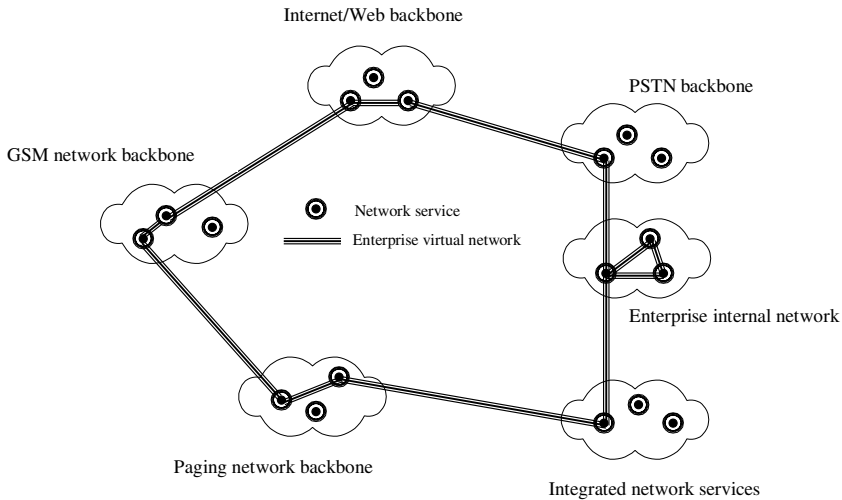 Internet/Web backbone
PSTN backbone
GSM network backbone
Network service
Enterprise virtual network
Enterprise internal network
Paging network backbone
Integrated network services